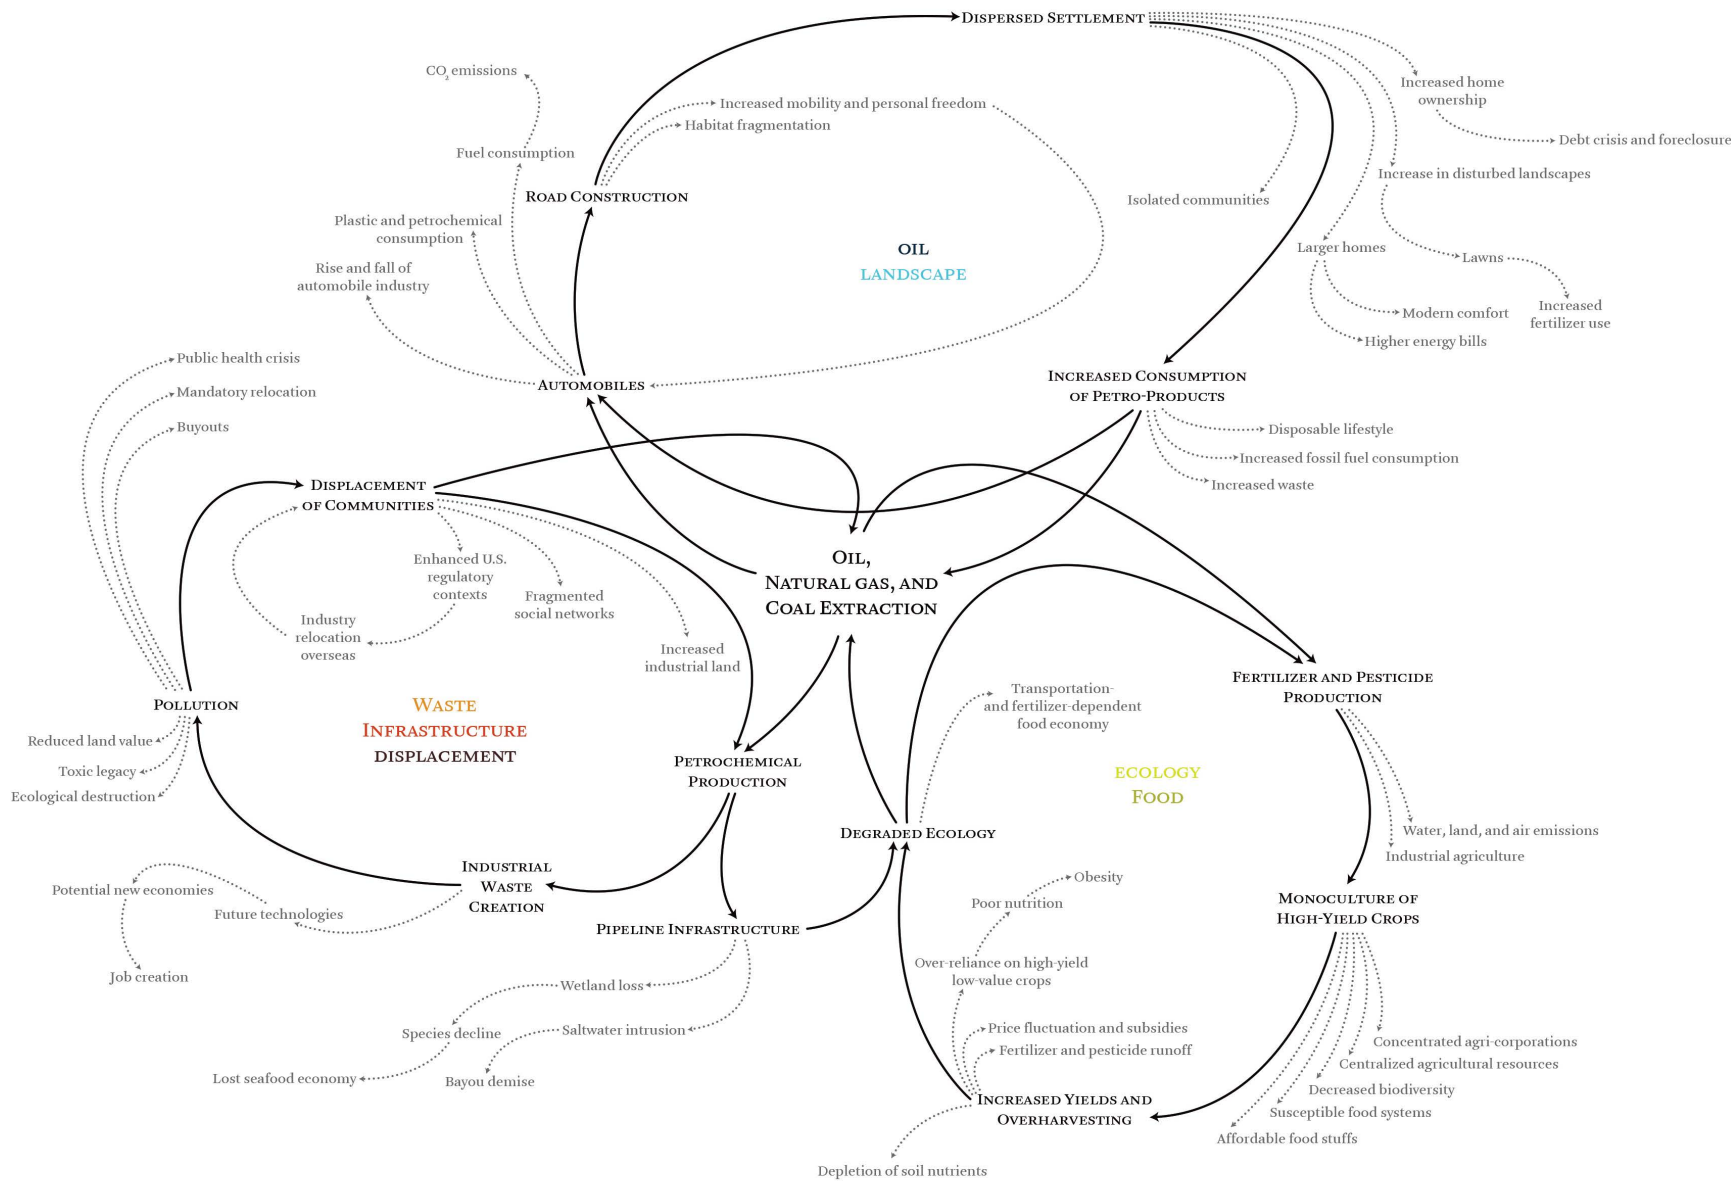 Dispersed Settlement
CO2 emissions
Increased home
ownership
Increased mobility and personal freedom
Habitat fragmentation
Debt crisis and foreclosure
Fuel consumption
Increase in disturbed landscapes
Road Construction
Isolated communities
Plastic and petrochemical
consumption
oil
landscape
Larger homes
Lawns
Rise and fall of
automobile industry
Increased
fertilizer use
Modern comfort
Higher energy bills
Public health crisis
Mandatory relocation
Buyouts
Automobiles
Increased Consumption
of Petro-Products
Disposable lifestyle
Increased fossil fuel consumption
Increased waste
Displacement
of Communities
Enhanced U.S.
regulatory
contexts
Fragmented
social networks
Industry
relocation
overseas
Increased
industrial land
Oil,
Natural gas, and
Coal Extraction
Fertilizer and Pesticide
Production
Transportation-
and fertilizer-dependent
food economy
Pollution
Waste
Infrastructure
displacement
Reduced land value
Toxic legacy
Ecological destruction
Petrochemical
Production
ecology
Food
Degraded Ecology
Water, land, and air emissions
Industrial agriculture
Industrial
Waste
Creation
Potential new economies
Future technologies
Job creation
Pipeline Infrastructure
Obesity
Poor nutrition
Monoculture of
High-Yield Crops
Over-reliance on high-yield
low-value crops
Wetland loss
Species decline
Saltwater intrusion
Lost seafood economy
Bayou demise
Price fluctuation and subsidies
Fertilizer and pesticide runoff
Concentrated agri-corporations
Centralized agricultural resources
Decreased biodiversity
Susceptible food systems
Affordable food stuffs
Increased Yields and
Overharvesting
Depletion of soil nutrients